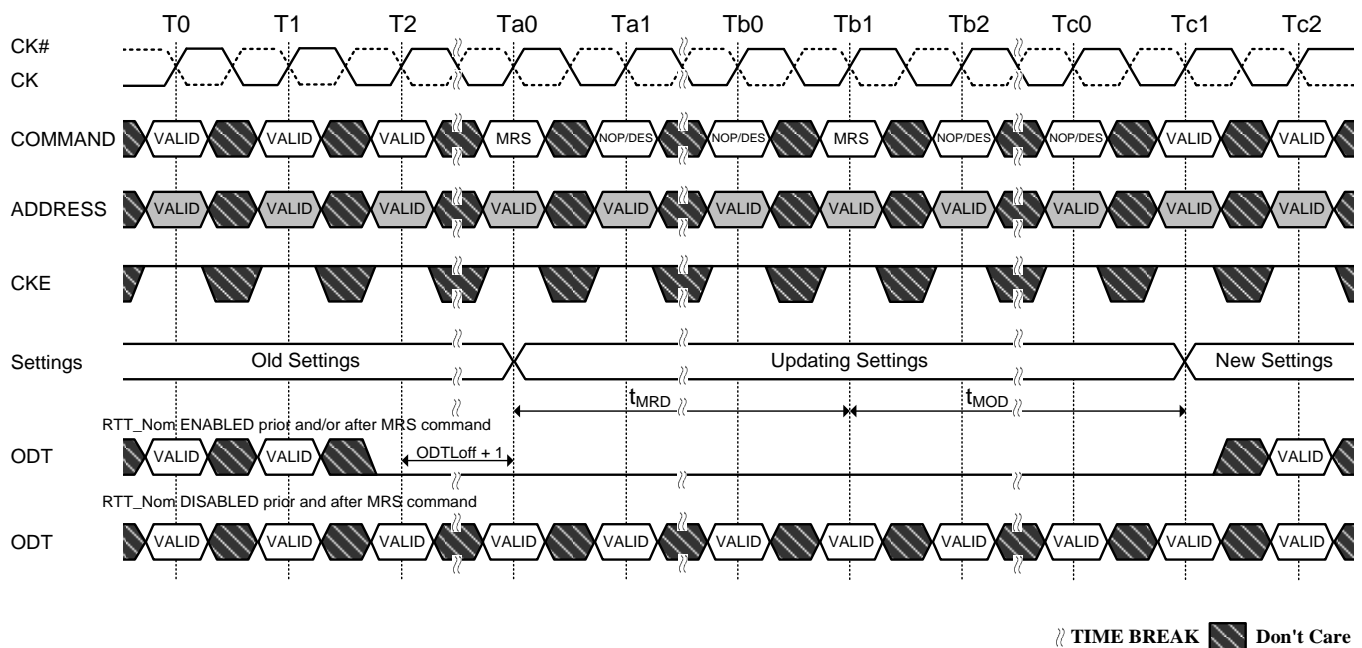 T0 T1 T2 Ta0 Ta1 Tb0 Tb1 Tb2 Tc0 Tc1 Tc2
CK#
CK
COMMAND VALID VALID VALID MRS NOP/DES NOP/DES MRS NOP/DES NOP/DES VALID VALID
ADDRESS VALID VALID VALID VALID VALID VALID VALID VALID VALID VALID VALID
CKE
Settings Old Settings Updating Settings New Settings
tMRD tMOD
RTT_Nom ENABLED prior and/or after MRS command
ODT VALID VALID ODTLoff + 1 VALID
RTT_Nom DISABLED prior and after MRS command
ODT VALID VALID VALID VALID VALID VALID VALID VALID VALID VALID VALID
TIME BREAK Don't Care